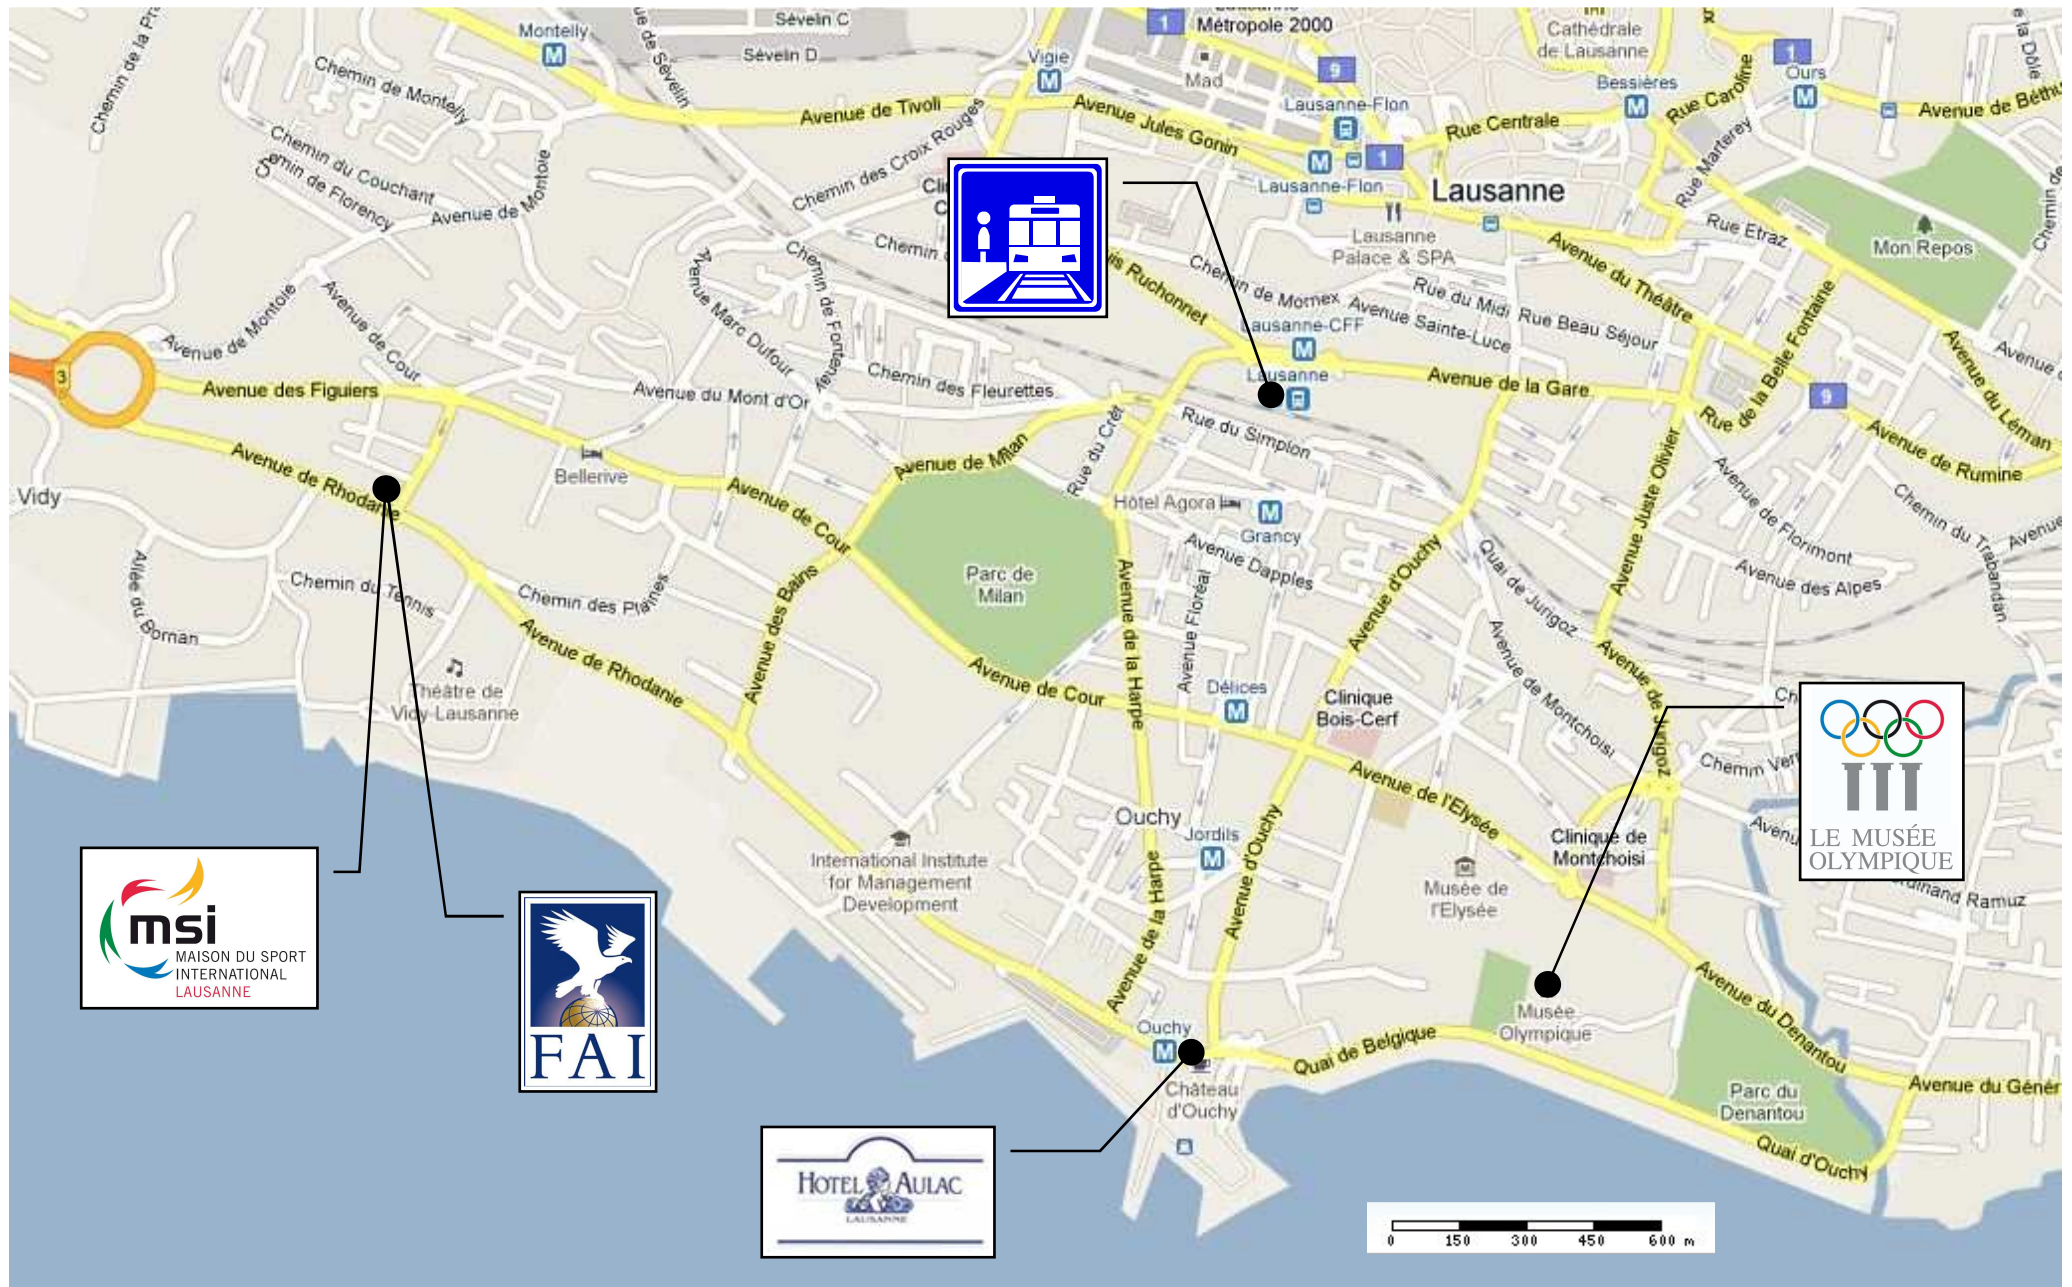 Sévelin C
Lausanne
Métropole 2000
1
Cathédrale
de Lausanne
Montelly
M
Sévelin D
Vigie
M
Mad
9
1
Ours
M
Bessières
M
Chemin de Montelly
Avenue de Tivoli
Avenue Jules Gonin
Lausanne-Flon
Rue Centrale
Rue Caroline
Chemin du Couchant
Chemin des Croix Rouges
M
1
Rue Marterey
Lausanne-Flon
Lausanne
Avenue de Montoie
Rue Etraz
Mon Repos
Lausanne
Palace & SPA
Avenue du Théâtre
Chemin de Mornex
Rue du Midi
Rue Beau Séjour
Avenue Sainte-Luce
Rue de la Belle Fontaine
Avenue de Montoie
Avenue de Cour
Avenue Marc Dufour
Lausanne-CFF
M
Lausanne
Avenue de la Gare
Avenue du Léman
3
Avenue des Figuiers
Avenue du Mont d'Or
Chemin des Fleurettes
9
Rue du Simplon
Rue du Crêt
Avenue de Rumine
Avenue de Rhodanie
Bellerive
Avenue de Milan
Avenue Juste Olivier
Vidy
Avenue de Cour
Hôtel Agora
M
Grancy
Avenue de Florimont
Chemin du Trabandan
Avenue Dapples
Avenue d'Ouchy
Quai de Jurigoz
Avenue des Alpes
Allée du Bornan
Chemin du Tennis
Chemin des Plaines
Avenue des Bains
Parc de
Milan
Avenue de la Harpe
Avenue Floréal
Avenue de Rhodanie
Théâtre de
Vidy-Lausanne
Avenue de Cour
Délices
M
Clinique
Bois-Cerf
Avenue de Montchoisi
Avenue de Jurigoz
Avenue de l'Elysée
Ouchy
Jordils
M
Avenue d'Ouchy
Clinique de
Montchoisi
Musée de
l'Elysée
LE MUSÉE
OLYMPIQUE
International Institute
for Management
Development
Avenue de la Harpe
msi
MAISON DU SPORT
INTERNATIONAL
LAUSANNE
FAI
Musée
Olympique
Avenue du Denantou
Ouchy
M
Quai de Belgique
Château
d'Ouchy
Parc du
Denantou
Avenue du Génér
Quai d'Ouchy
HOTEL AULAC
LAUSANNE
0 150 300 450 600 m